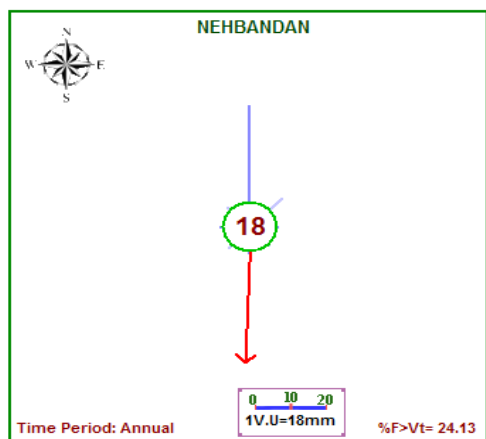 NEHBANDAN
N
W E
S
18
0 10 20
1V.U=18mm
Time Period: Annual
%F>Vt= 24.13